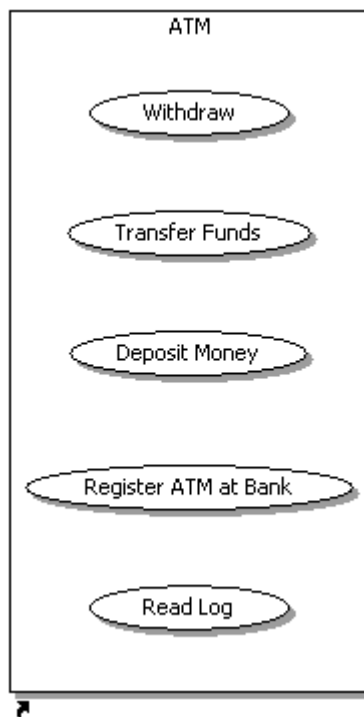 ATM
Withdraw
Transfer Funds
Deposit Money
Register ATM at Bank
Read Log